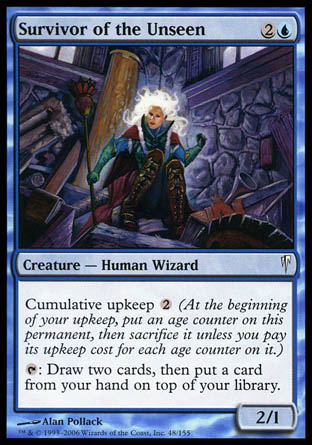 Survivor of the Unseen 2
Creature — Human Wizard
Cumulative upkeep 2 (At the beginning
of your upkeep, put an age counter on this
permanent, then sacrifice it unless you pay
its upkeep cost for each age counter on it.)
: Draw two cards, then put a card
from your hand on top of your library.
Alan Pollack
™ & © 1993–2006 Wizards of the Coast, Inc. 48/155
2/1